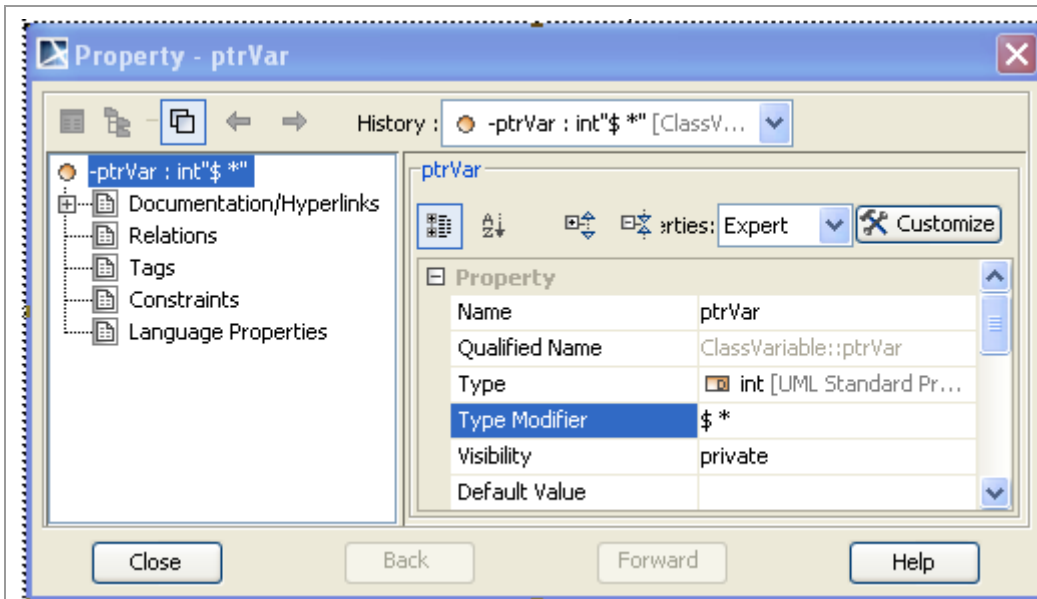 Property - ptrVar
History : -ptrVar : int"$ *" [ClassV...
-ptrVar : int"$ *"
Documentation/Hyperlinks
Relations
Tags
Constraints
Language Properties
ptrVar
erties: Expert Customize
Property
Name ptrVar
Qualified Name ClassVariable::ptrVar
Type int [UML Standard Pr...
Type Modifier $ *
Visibility private
Default Value
Close Back Forward Help